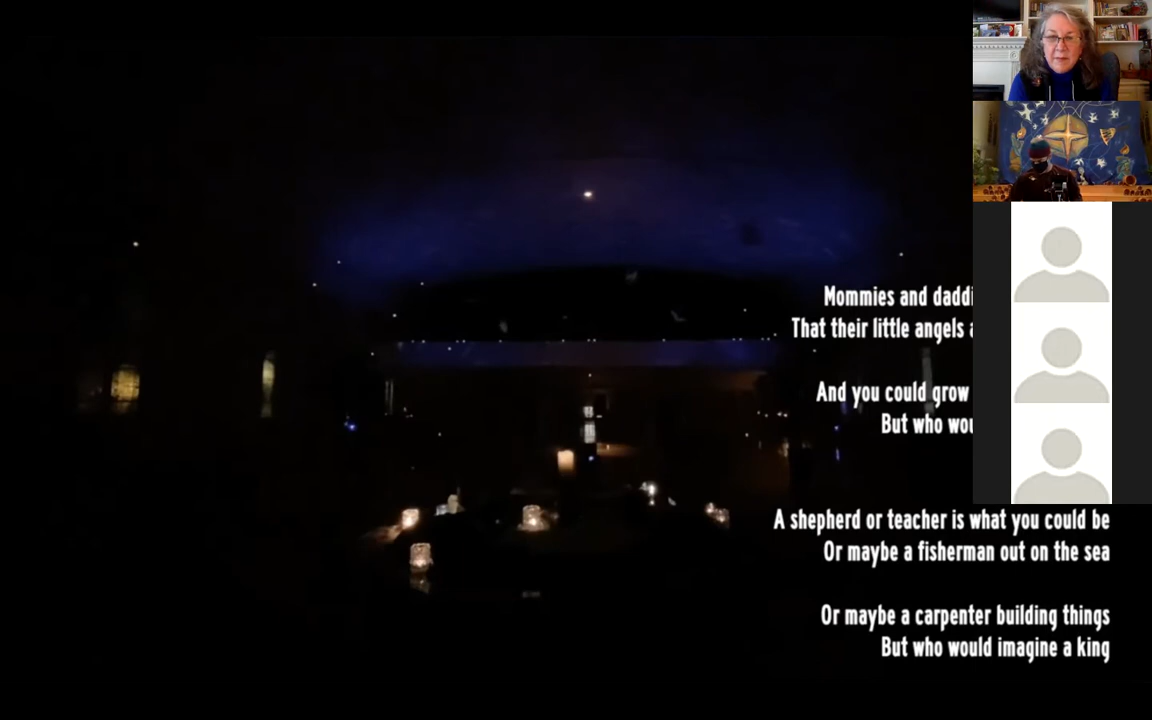 Mommies and daddi
That their little angels a
And you could grow
But who wou
A shepherd or teacher is what you could be
Or maybe a fisherman out on the sea
Or maybe a carpenter building things
But who would imagine a king